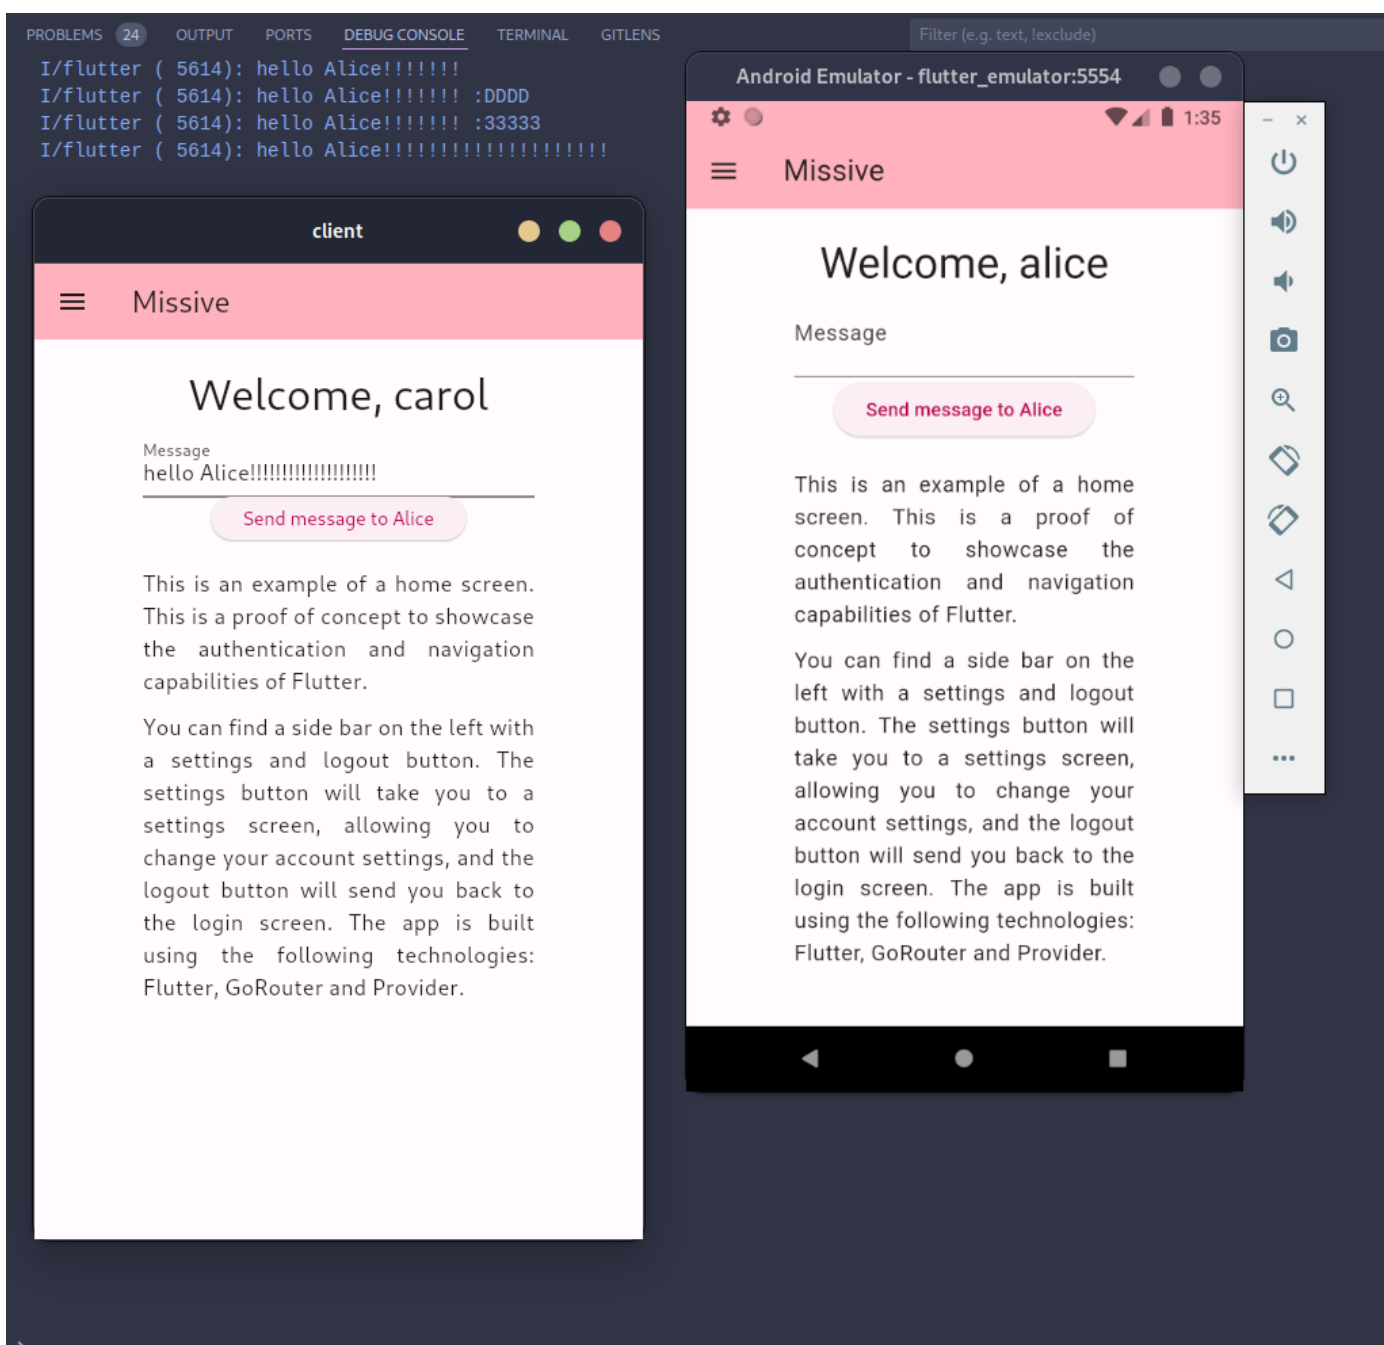 PROBLEMS 24 OUTPUT PORTS DEBUG CONSOLE TERMINAL GITLENS Filter (e.g. text, !exclude)
I/flutter ( 5614): hello Alice!!!!!!!
I/flutter ( 5614): hello Alice!!!!!!! :DDDD
I/flutter ( 5614): hello Alice!!!!!!! :33333
I/flutter ( 5614): hello Alice!!!!!!!!!!!!!!!!!!!!
client
Missive
Welcome, carol
Message
hello Alice!!!!!!!!!!!!!!!!!!!!
Send message to Alice
This is an example of a home screen.
This is a proof of concept to showcase
the authentication and navigation
capabilities of Flutter.
You can find a side bar on the left with
a settings and logout button. The
settings button will take you to a
settings screen, allowing you to
change your account settings, and the
logout button will send you back to
the login screen. The app is built
using the following technologies:
Flutter, GoRouter and Provider.
Android Emulator - flutter_emulator:5554
1:35
Missive
Welcome, alice
Message
Send message to Alice
This is an example of a home
screen. This is a proof of
concept to showcase the
authentication and navigation
capabilities of Flutter.
You can find a side bar on the
left with a settings and logout
button. The settings button will
take you to a settings screen,
allowing you to change your
account settings, and the logout
button will send you back to the
login screen. The app is built
using the following technologies:
Flutter, GoRouter and Provider.